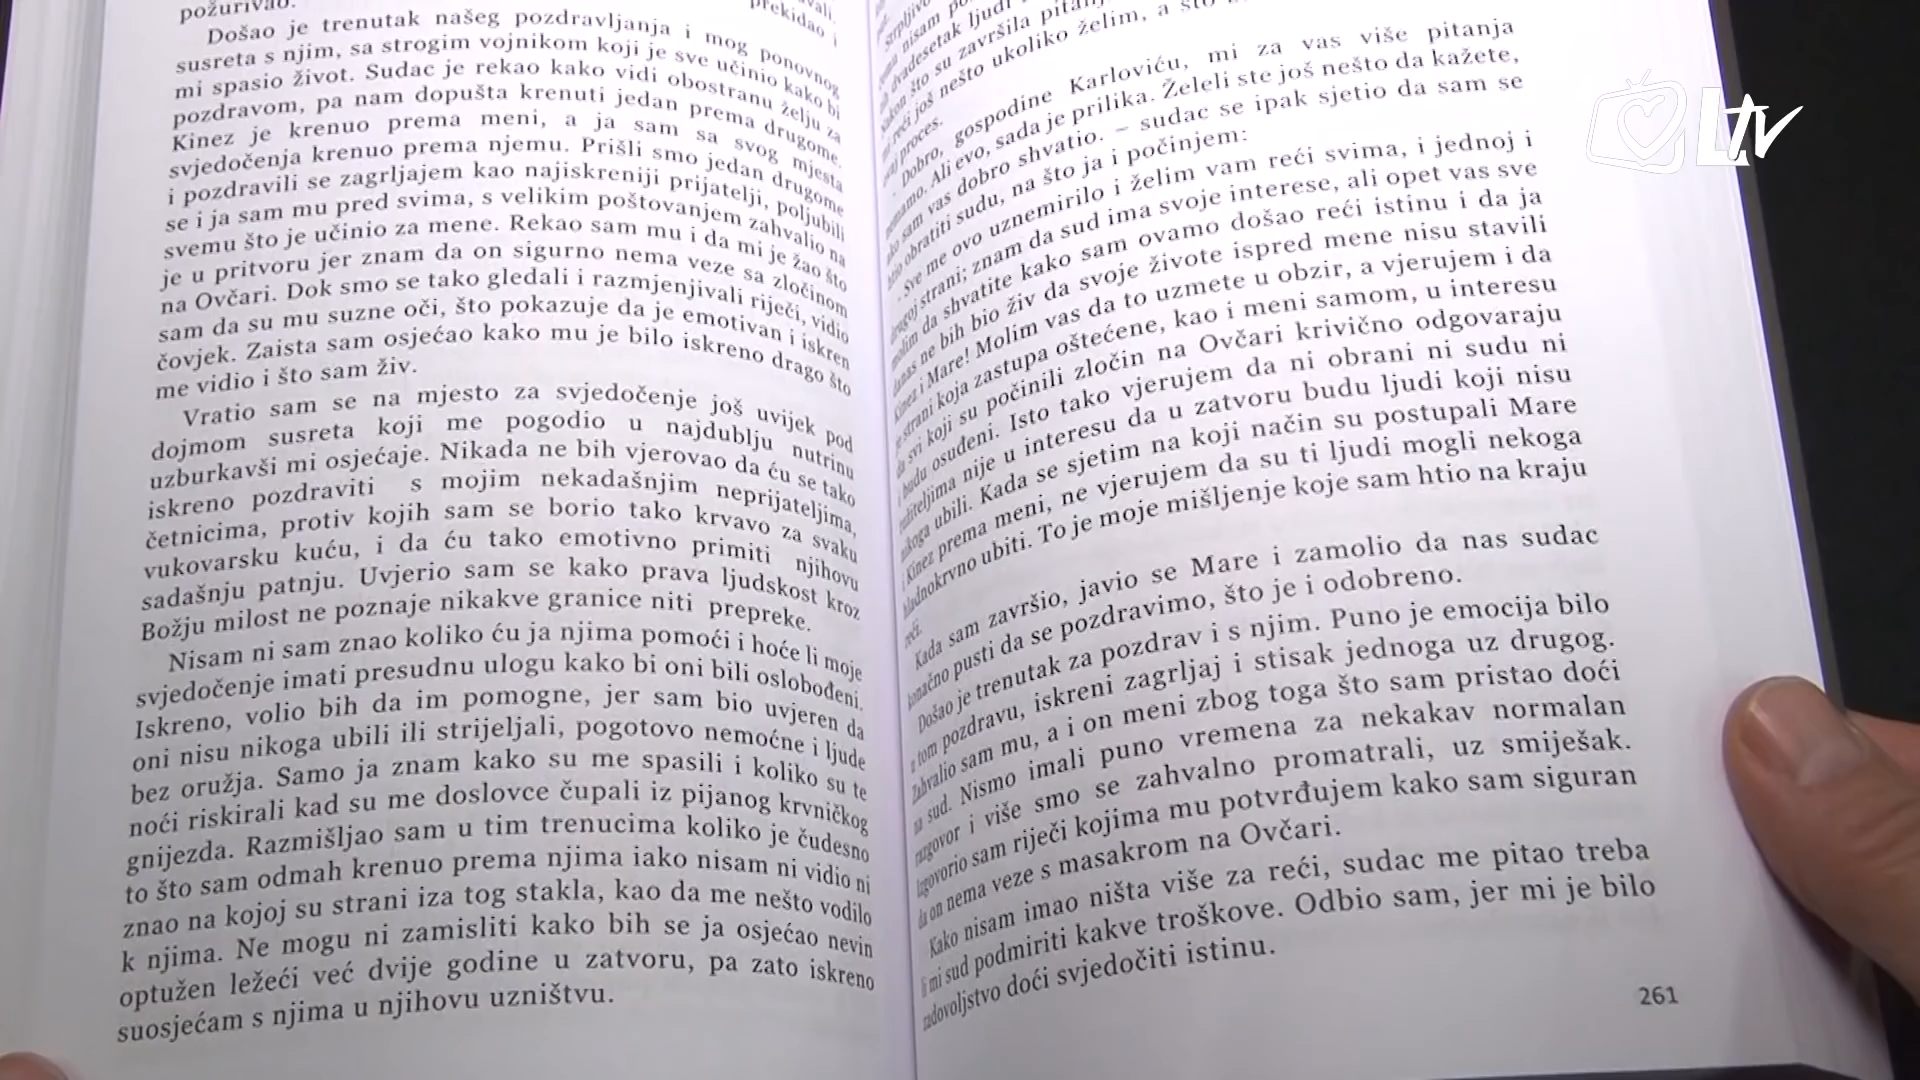 požurivao.
prekidao i
Došao je trenutak našeg pozdravljanja i mog ponovnog
susreta s njim, sa strogim vojnikom koji je sve učinio kako bi
mi spasio život. Sudac je rekao kako vidi obostranu želju za
pozdravom, pa nam dopušta krenuti jedan prema drugome.
Kinez je krenuo prema meni, a ja sam sa svog mjesta
svjedočenja krenuo prema njemu. Prišli smo jedan drugome
i pozdravili se zagrljajem kao najiskreniji prijatelji, poljubili
se i ja sam mu pred svima, s velikim poštovanjem zahvalio na
svemu što je učinio za mene. Rekao sam mu i da mi je žao što
je u pritvoru jer znam da on sigurno nema veze sa zločinom
na Ovčari. Dok smo se tako gledali i razmjenjivali riječi, vidio
sam da su mu suzne oči, što pokazuje da je emotivan i iskren
čovjek. Zaista sam osjećao kako mu je bilo iskreno drago što
me vidio i što sam živ.
Vratio sam se na mjesto za svjedočenje još uvijek pod
dojmom susreta koji me pogodio u najdublju nutrinu
uzburkavši mi osjećaje. Nikada ne bih vjerovao da ću se tako
iskreno pozdraviti s mojim nekadašnjim neprijateljima,
četnicima, protiv kojih sam se borio tako krvavo za svaku
vukovarsku kuću, i da ću tako emotivno primiti njihovu
sadašnju patnju. Uvjerio sam se kako prava ljudskost kroz
Božju milost ne poznaje nikakve granice niti prepreke.
Nisam ni sam znao koliko ću ja njima pomoći i hoće li moje
svjedočenje imati presudnu ulogu kako bi oni bili oslobođeni.
Iskreno, volio bih da im pomogne, jer sam bio uvjeren da
oni nisu nikoga ubili ili strijeljali, pogotovo nemoćne i ljude
bez oružja. Samo ja znam kako su me spasili i koliko su te
noći riskirali kad su me doslovce čupali iz pijanog krvničkog
gnijezda. Razmišljao sam u tim trenucima koliko je čudesno
to što sam odmah krenuo prema njima iako nisam ni vidio ni
znao na kojoj su strani iza tog stakla, kao da me nešto vodilo
k njima. Ne mogu ni zamisliti kako bih se ja osjećao nevin
optužen ležeći već dvije godine u zatvoru, pa zato iskreno
suosjećam s njima u njihovu uzništvu.
strpljivo
nisam
dvadesetak ljudi
što su završila pitanja
reći još nešto ukoliko želim, a što
proces.
- Dobro, gospodine Karloviću, mi za vas više pitanja
nemamo. Ali evo, sada je prilika. Želeli ste još nešto da kažete,
ako sam vas dobro shvatio. – sudac se ipak sjetio da sam se
htio obratiti sudu, na što ja i počinjem:
- Sve me ovo uznemirilo i želim vam reći svima, i jednoj i
drugoj strani; znam da sud ima svoje interese, ali opet vas sve
molim da shvatite kako sam ovamo došao reći istinu i da ja
danas ne bih bio živ da svoje živote ispred mene nisu stavili
Kinez i Mare! Molim vas da to uzmete u obzir, a vjerujem i da
je strani koja zastupa oštećene, kao i meni samom, u interesu
da svi koji su počinili zločin na Ovčari krivično odgovaraju
i budu osuđeni. Isto tako vjerujem da ni obrani ni sudu ni
nije u interesu da u zatvoru budu ljudi koji nisu
nikoga ubili. Kada se sjetim na koji način su postupali Mare
i Kinez prema meni, ne vjerujem da su ti ljudi mogli nekoga
hladnokrvno ubiti. To je moje mišljenje koje sam htio na kraju
reći.
Kada sam završio, javio se Mare i zamolio da nas sudac
konačno pusti da se pozdravimo, što je i odobreno.
Došao je trenutak za pozdrav i s njim. Puno je emocija bilo
u tom pozdravu, iskreni zagrljaj i stisak jednoga uz drugog.
Zahvalio sam mu, a i on meni zbog toga što sam pristao doći
na sud. Nismo imali puno vremena za nekakav normalan
razgovor i više smo se zahvalno promatrali, uz smiješak.
Izgovorio sam riječi kojima mu potvrđujem kako sam siguran
da on nema veze s masakrom na Ovčari.
Kako nisam imao ništa više za reći, sudac me pitao treba
li mi sud podmiriti kakve troškove. Odbio sam, jer mi je bilo
zadovoljstvo doći svjedočiti istinu.
261
Ltv